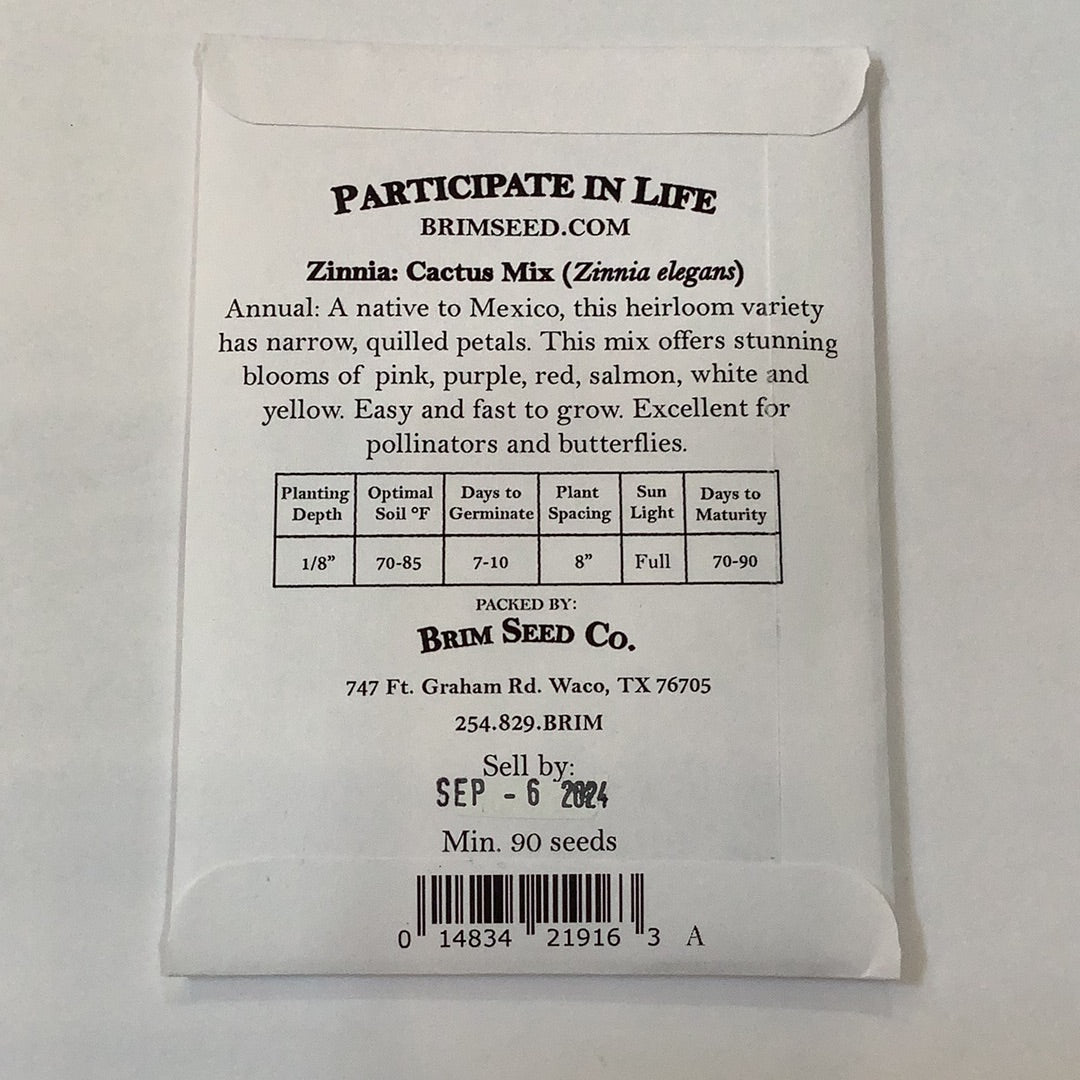 PARTICIPATE IN LIFE
BRIMSEED.COM
Zinnia: Cactus Mix (Zinnia elegans)
Annual: A native to Mexico, this heirloom variety
has narrow, quilled petals. This mix offers stunning
blooms of pink, purple, red, salmon, white and
yellow. Easy and fast to grow. Excellent for
pollinators and butterflies.
Planting Depth Optimal Soil °F Days to Germinate Plant Spacing Sun Light Days to Maturity
1/8” 70-85 7-10 8” Full 70-90
PACKED BY:
BRIM SEED CO.
747 Ft. Graham Rd. Waco, TX 76705
254.829.BRIM
Sell by:
SEP - 6 2024
Min. 90 seeds
0 14834 21916 3 A